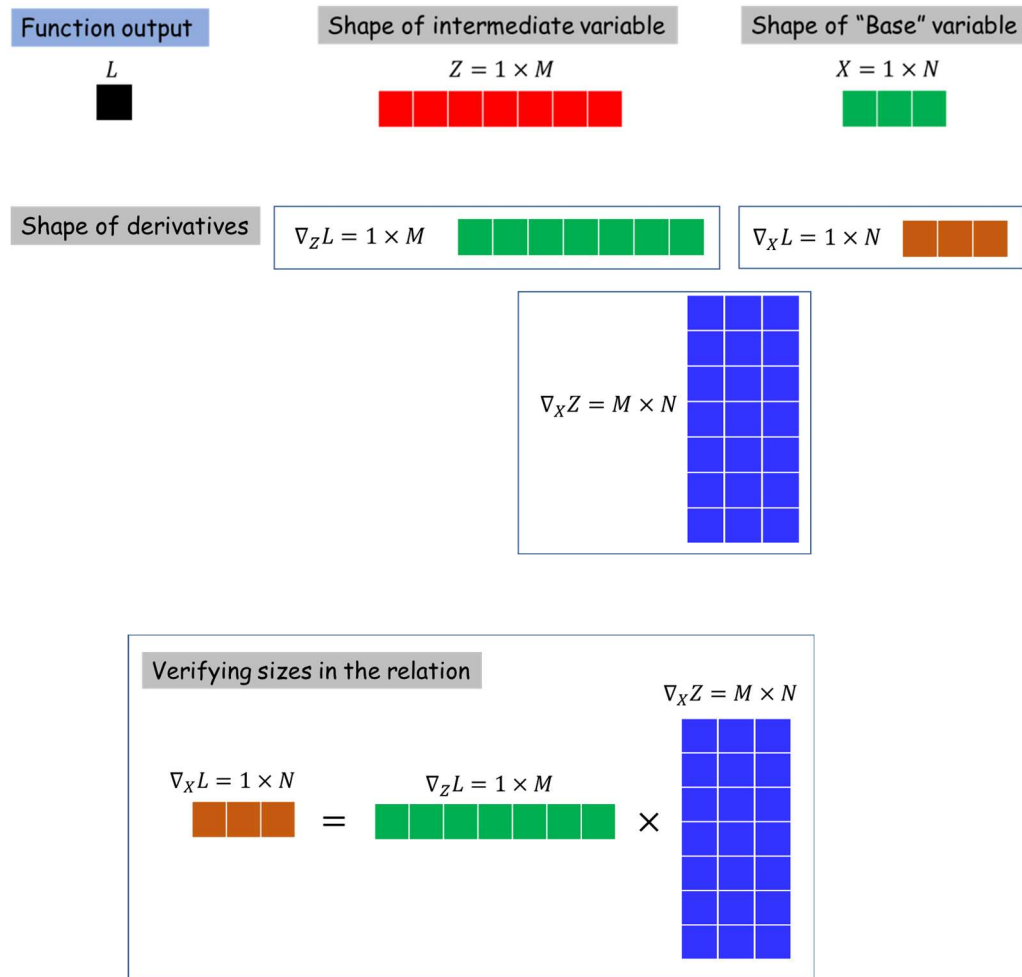 Function output
Shape of intermediate variable
Shape of “Base” variable
L
Z = 1 × M
X = 1 × N
Shape of derivatives
∇_Z L = 1 × M
∇_X L = 1 × N
∇_X Z = M × N
Verifying sizes in the relation
∇_X Z = M × N
∇_X L = 1 × N
∇_Z L = 1 × M
=
×